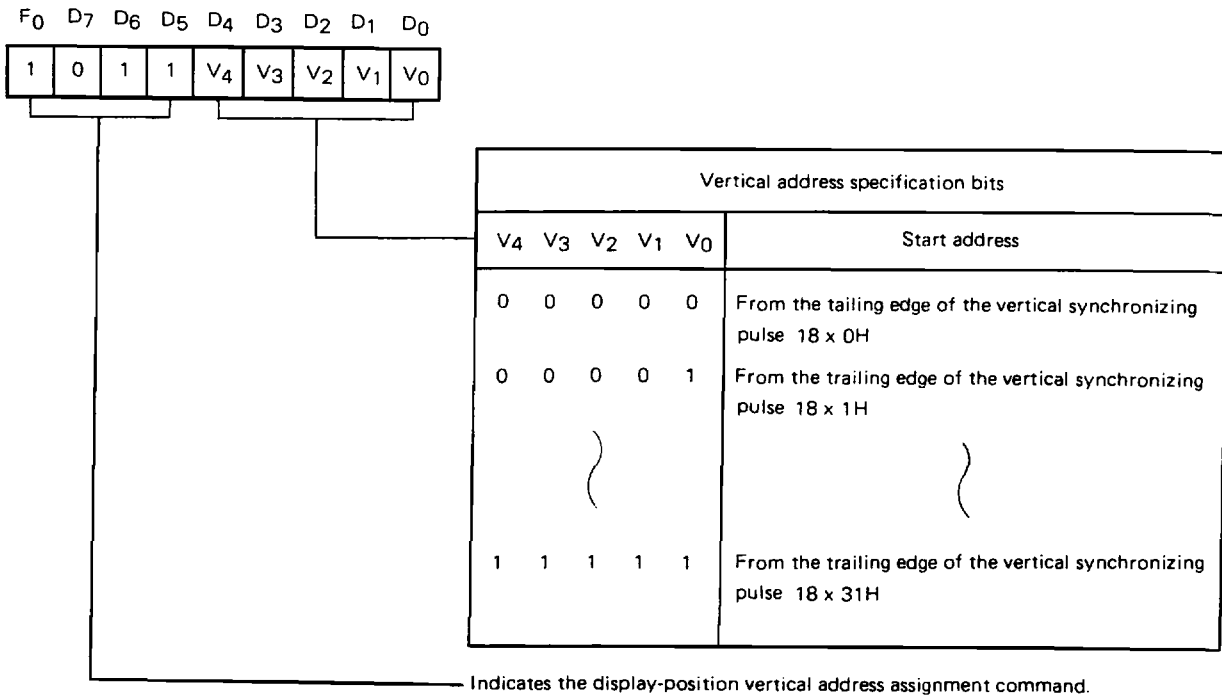 F0 D7 D6 D5 D4 D3 D2 D1 D0
1 0 1 1 V4 V3 V2 V1 V0
Vertical address specification bits
V4 V3 V2 V1 V0 Start address
0 0 0 0 0 From the tailing edge of the vertical synchronizing
pulse 18 x 0H
0 0 0 0 1 From the trailing edge of the vertical synchronizing
pulse 18 x 1H
1 1 1 1 1 From the trailing edge of the vertical synchronizing
pulse 18 x 31H
Indicates the display-position vertical address assignment command.